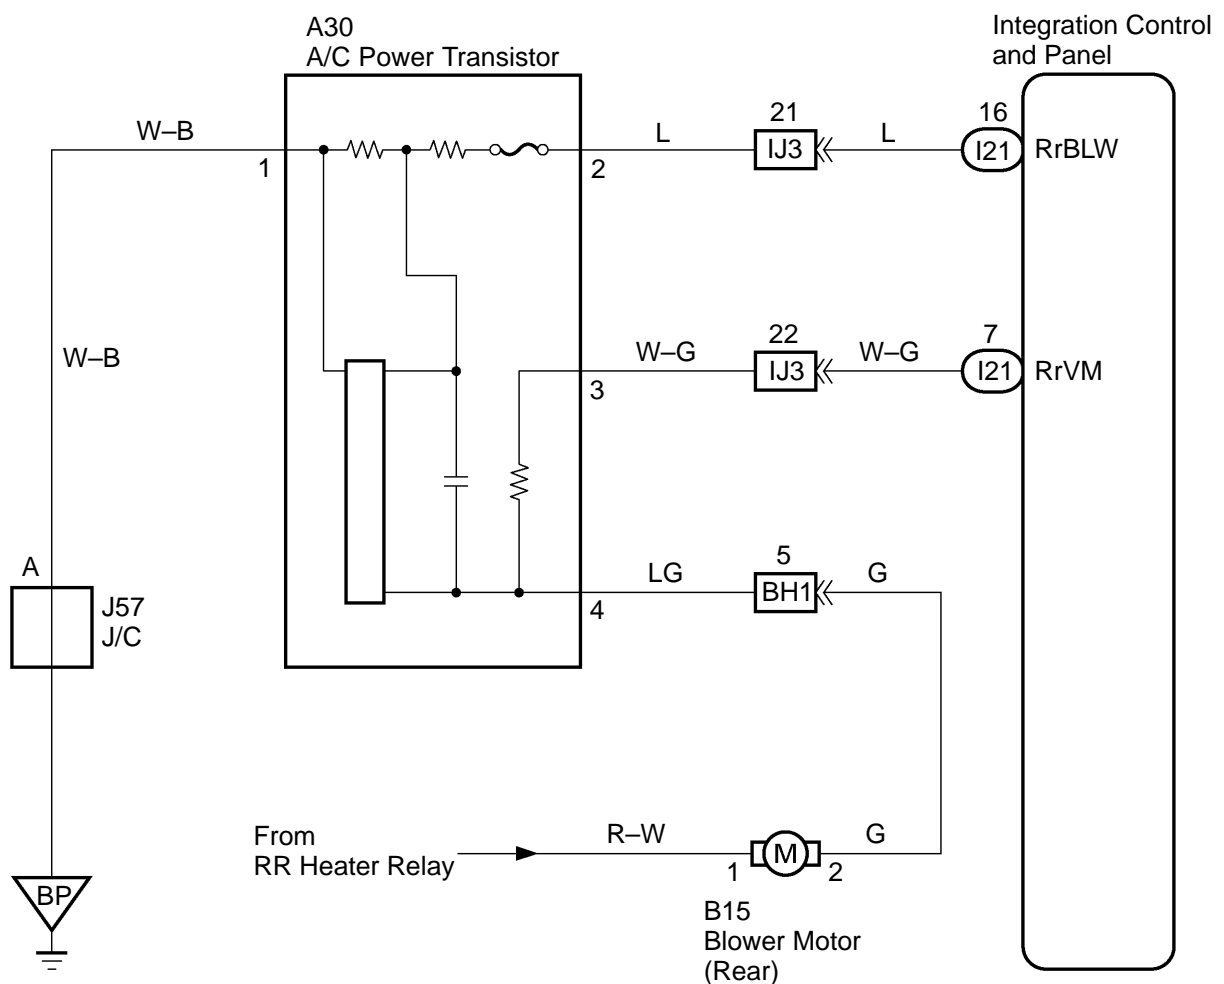 A30
A/C Power Transistor
Integration Control
and Panel
W–B
1
2
L
21
IJ3
L
16
I21
RrBLW
W–B
3
W–G
22
IJ3
W–G
7
I21
RrVM
A
J57
J/C
4
LG
5
BH1
G
From
RR Heater Relay
R–W
1
M
2
G
B15
Blower Motor
(Rear)
BP